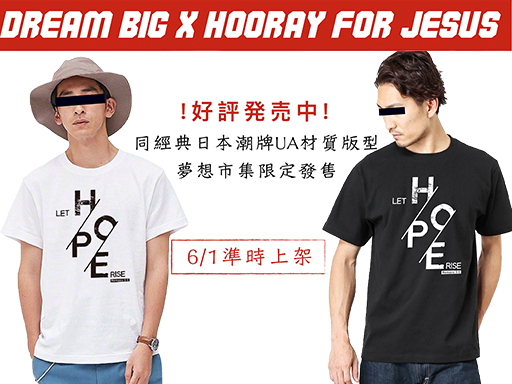 DREAM BIG X HOORAY FOR JESUS
!好評発売中!
同經典日本潮牌UA材質版型
夢想市集限定發售
6/1準時上架
LET
HOPE
RISE
LET
HOPE
RISE